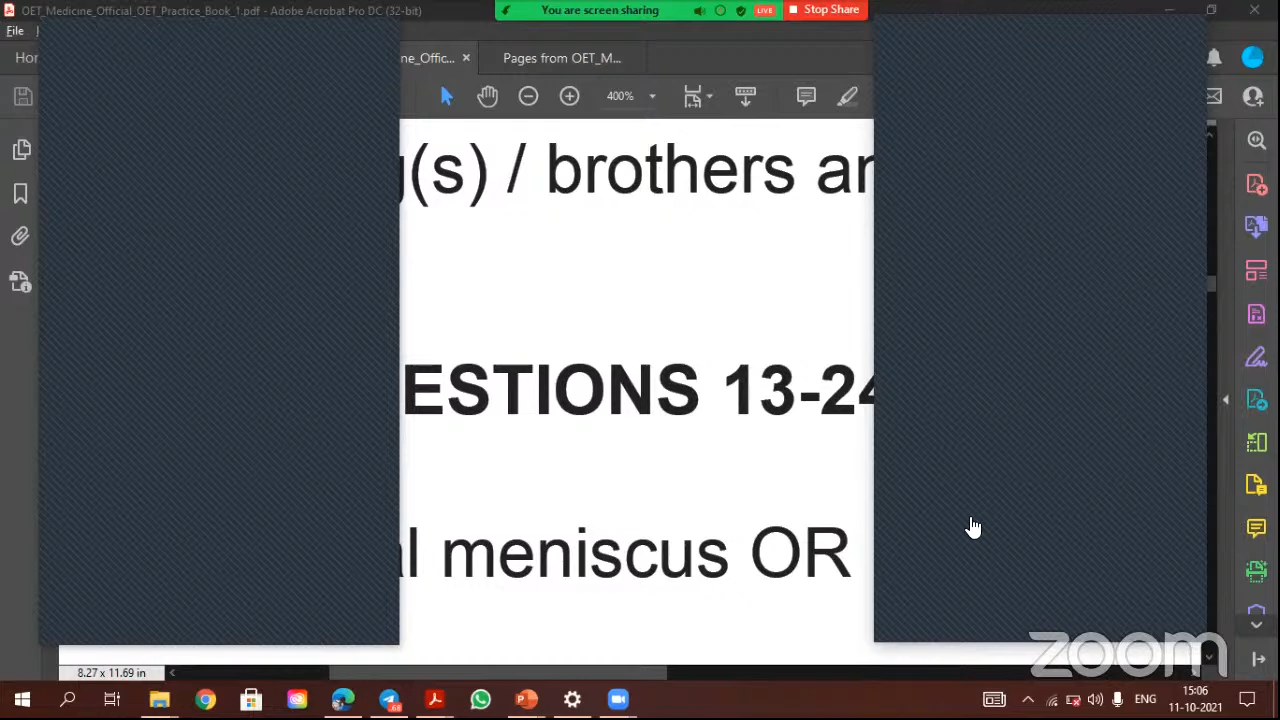 OET_Medicine_Official_OET_Practice_Book_1.pdf - Adobe Acrobat Pro DC (32-bit)
You are screen sharing
LIVE
Stop Share
File
ne_Offic...
Pages from OET_M...
400%
(s) / brothers
ESTIONS 13-24
l meniscus OR
zoom
8.27 x 11.69 in
ENG
15:06
11-10-2021